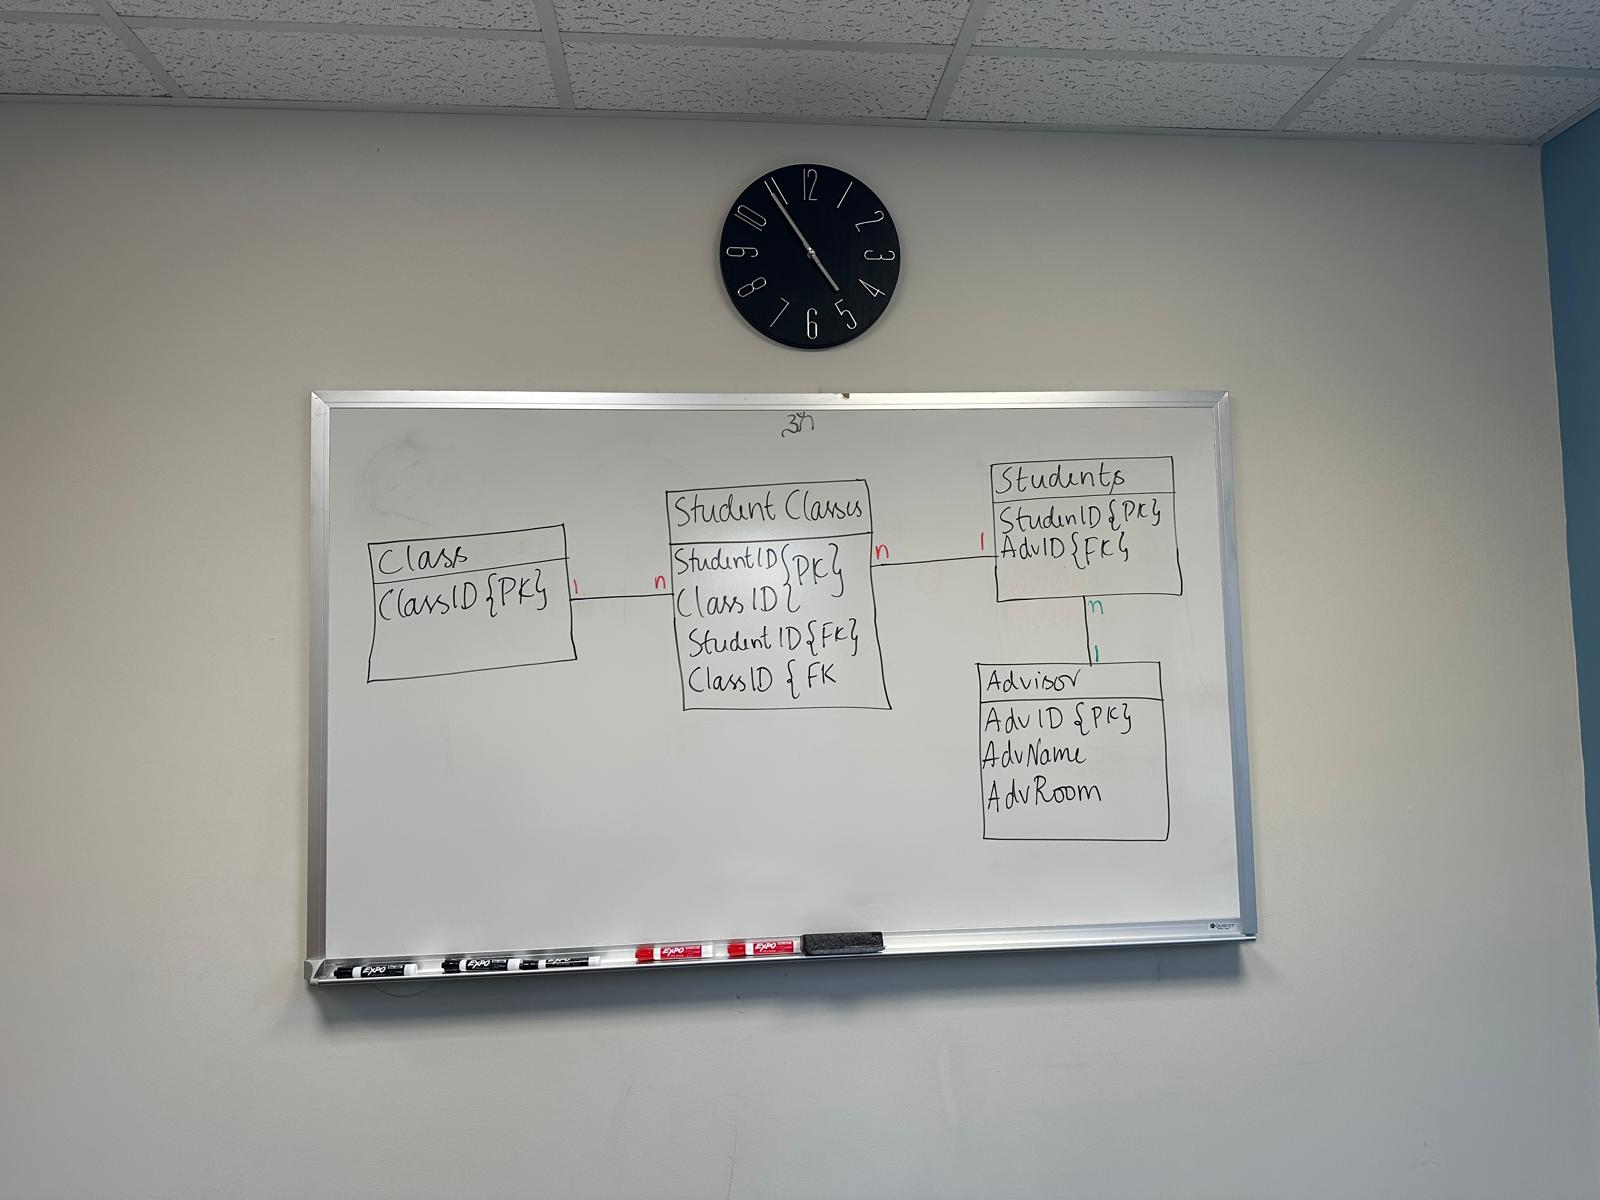 12
1
2
3
4
5
6
7
8
9
10
11
ૐ
Class
ClassID {PK}
1
n
Student Classes
StudentID
ClassID
{PK}
StudentID {FK}
ClassID {FK
n
1
Students
StudenID {PK}
AdvID {FK}
n
1
Advisor
AdvID {PK}
AdvName
AdvRoom
QUARTET
EXPO
EXPO
EXPO
EXPO
EXPO